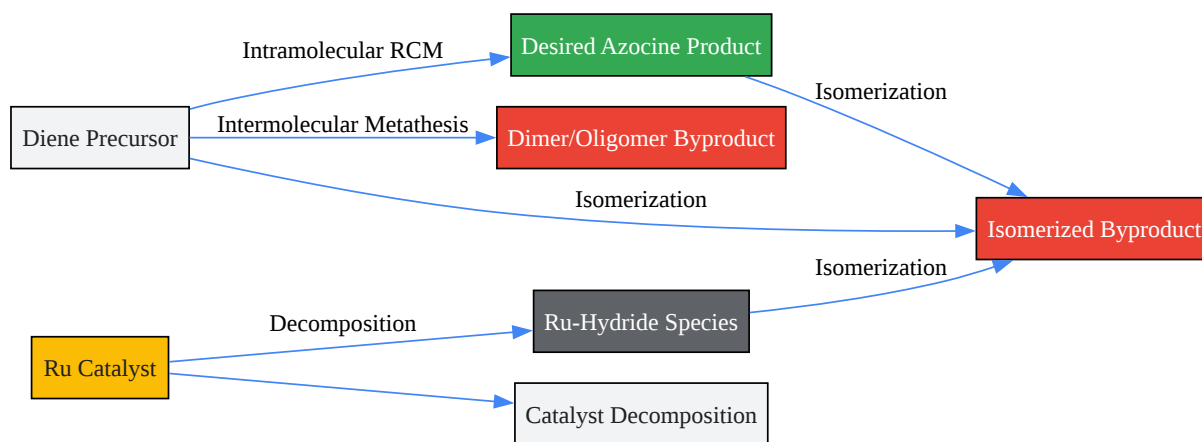 Desired Azocine Product
Intramolecular RCM
Isomerization
Diene Precursor
Intermolecular Metathesis
Dimer/Oligomer Byproduct
Isomerization
Isomerized Byproduct
Isomerization
Decomposition
Ru-Hydride Species
Ru Catalyst
Catalyst Decomposition